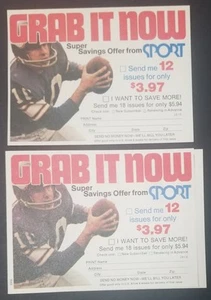 GRAB IT NOW
Super
Savings Offer from SPORT
Send me 12
issues for only
$3.97
I WANT TO SAVE MORE!
Send me 18 issues for only $5.94
GRAB IT NOW
Super
Savings Offer from SPORT
Send me 12
issues for only
$3.97
I WANT TO SAVE MORE!
Send me 18 issues for only $5.94